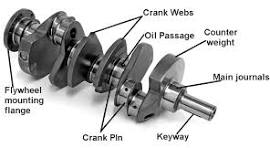 Crank Webs
Oil Passage
Counter
weight
Main journals
Flywheel
mounting
flange
Crank PIn
Keyway